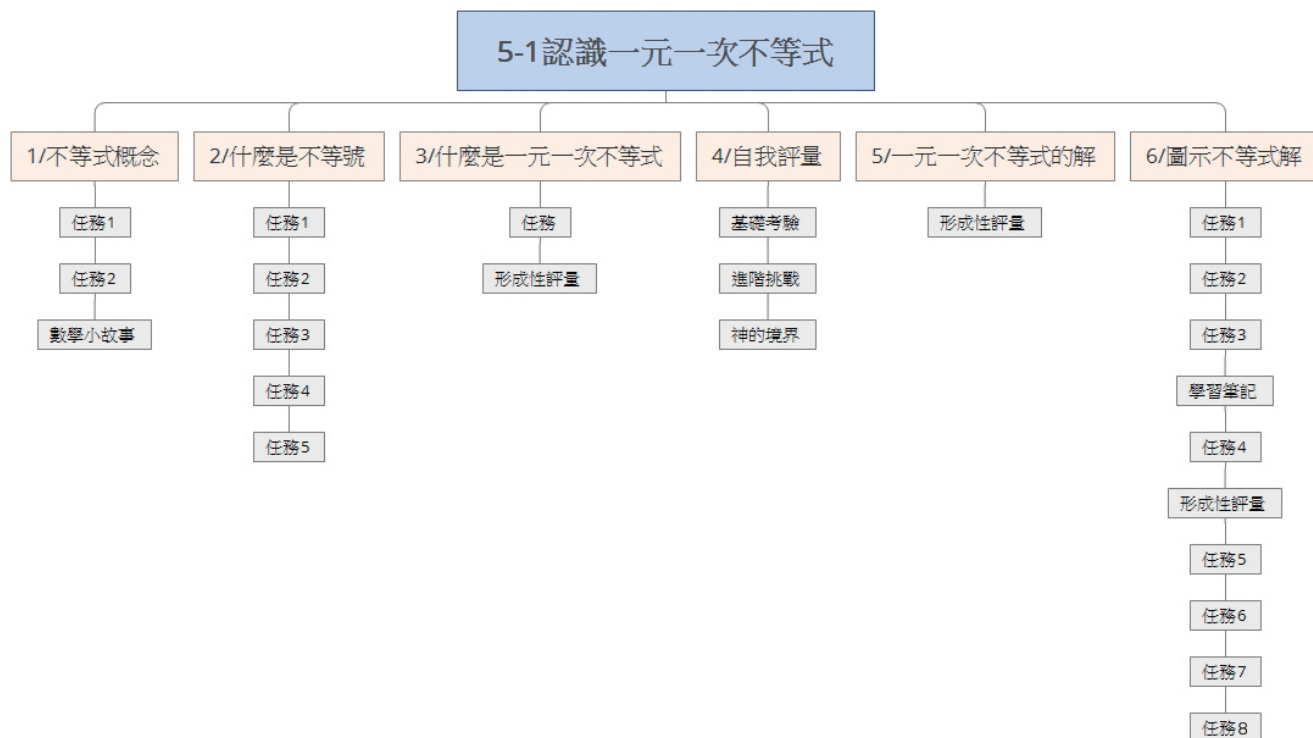 5-1認識一元一次不等式
1/不等式概念
任務1
任務2
數學小故事
2/什麼是不等號
任務1
任務2
任務3
任務4
任務5
3/什麼是一元一次不等式
任務
形成性評量
4/自我評量
基礎考驗
進階挑戰
神的境界
5/一元一次不等式的解
形成性評量
6/圖示不等式解
任務1
任務2
任務3
學習筆記
任務4
形成性評量
任務5
任務6
任務7
任務8